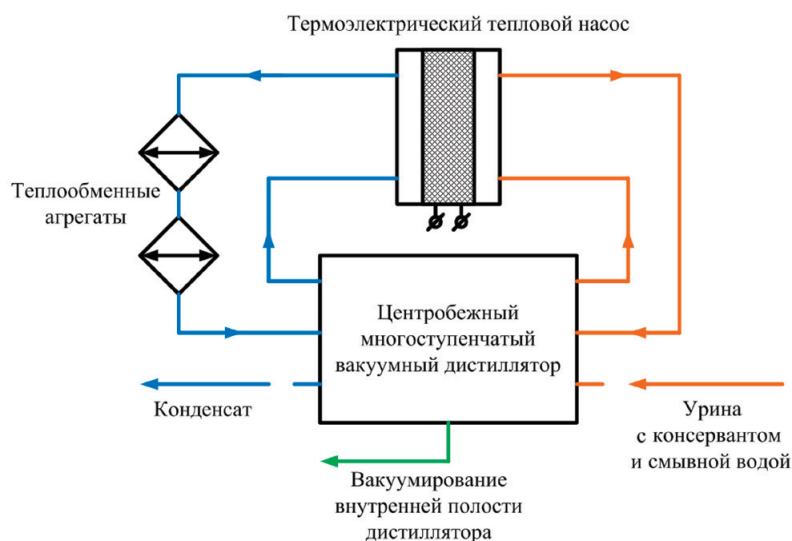 Термоэлектрический тепловой насос
Теплообменные
агрегаты
Центробежный
многоступенчатый
вакуумный дистиллятор
Конденсат
Урина
с консервантом
и смывной водой
Вакуумирование
внутренней полости
дистиллятора